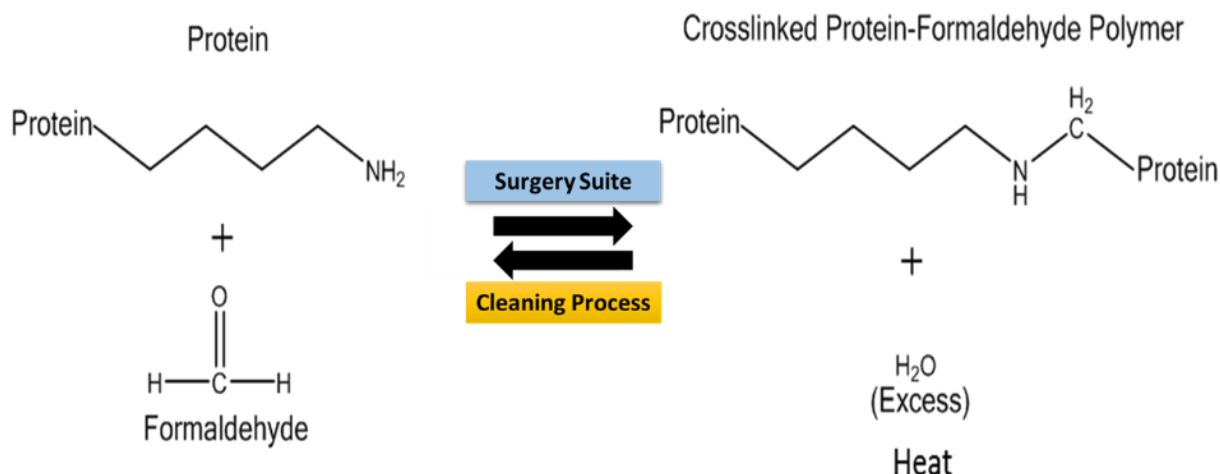 Protein
Crosslinked Protein-Formaldehyde Polymer
Protein
NH2
+
O
H C H
Formaldehyde
Surgery Suite
Cleaning Process
Protein
N
H
H2
C
Protein
+
H2O
(Excess)
Heat